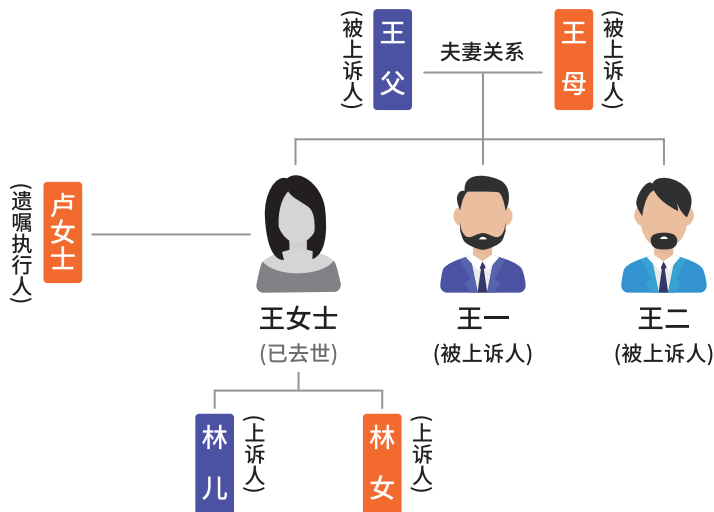 王父
(被上诉人)
夫妻关系
王母
(被上诉人)
卢女士
(遗嘱执行人)
王女士
(已去世)
王一
(被上诉人)
王二
(被上诉人)
林儿
(上诉人)
林女
(上诉人)